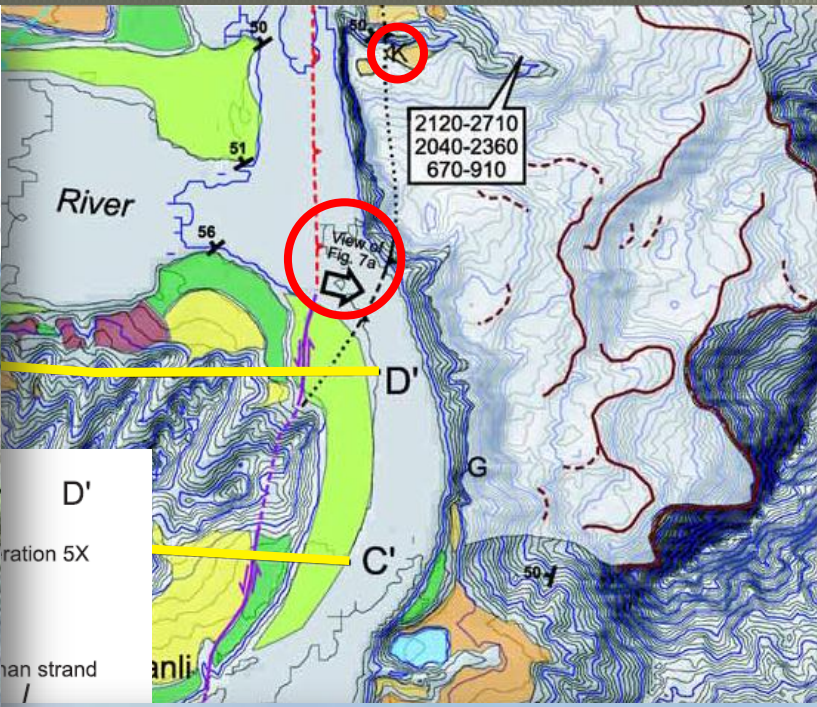 50
50
K
2120-2710
2040-2360
670-910
51
River
56
View of
Fig. 7a
D'
G
D'
ration 5X
C'
50
nan strand
anli